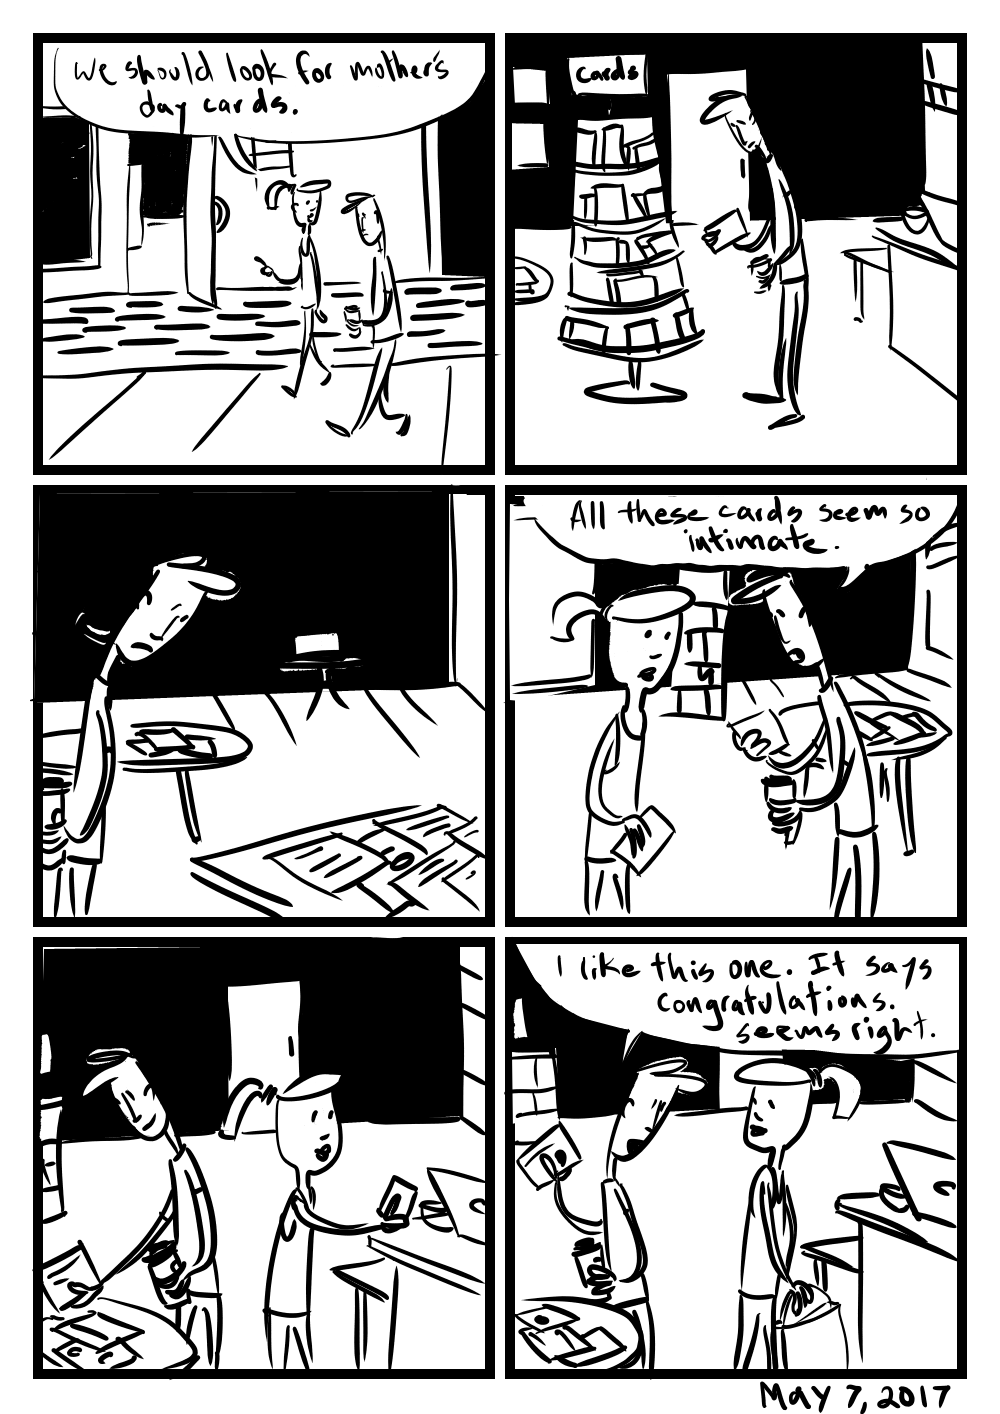 We should look for mother's
day cards.
cards
All these cards seem so
intimate.
I like this one. It says
congratulations.
seems right.
May 7, 2017